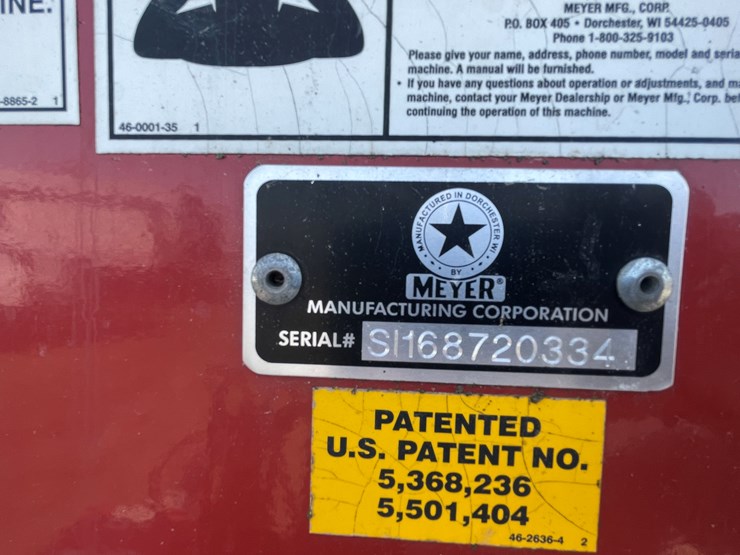 INE.
-8865-2 1
46-0001-35 1
MEYER MFG., CORP.
P.O. BOX 405 • Dorchester, WI 54425-0405
Phone 1-800-325-9103
Please give your name, address, phone number, model and seria
machine. A manual will be furnished.
• If you have any questions about operation or adjustments, and ma
machine, contact your Meyer Dealership or Meyer Mfg., Corp. bef
continuing the operation of this machine.
MANUFACTURED IN DORCHESTER WI.
BY
MEYER®
MANUFACTURING CORPORATION
SERIAL# SI168720334
PATENTED
U.S. PATENT NO.
5,368,236
5,501,404
46-2636-4 2